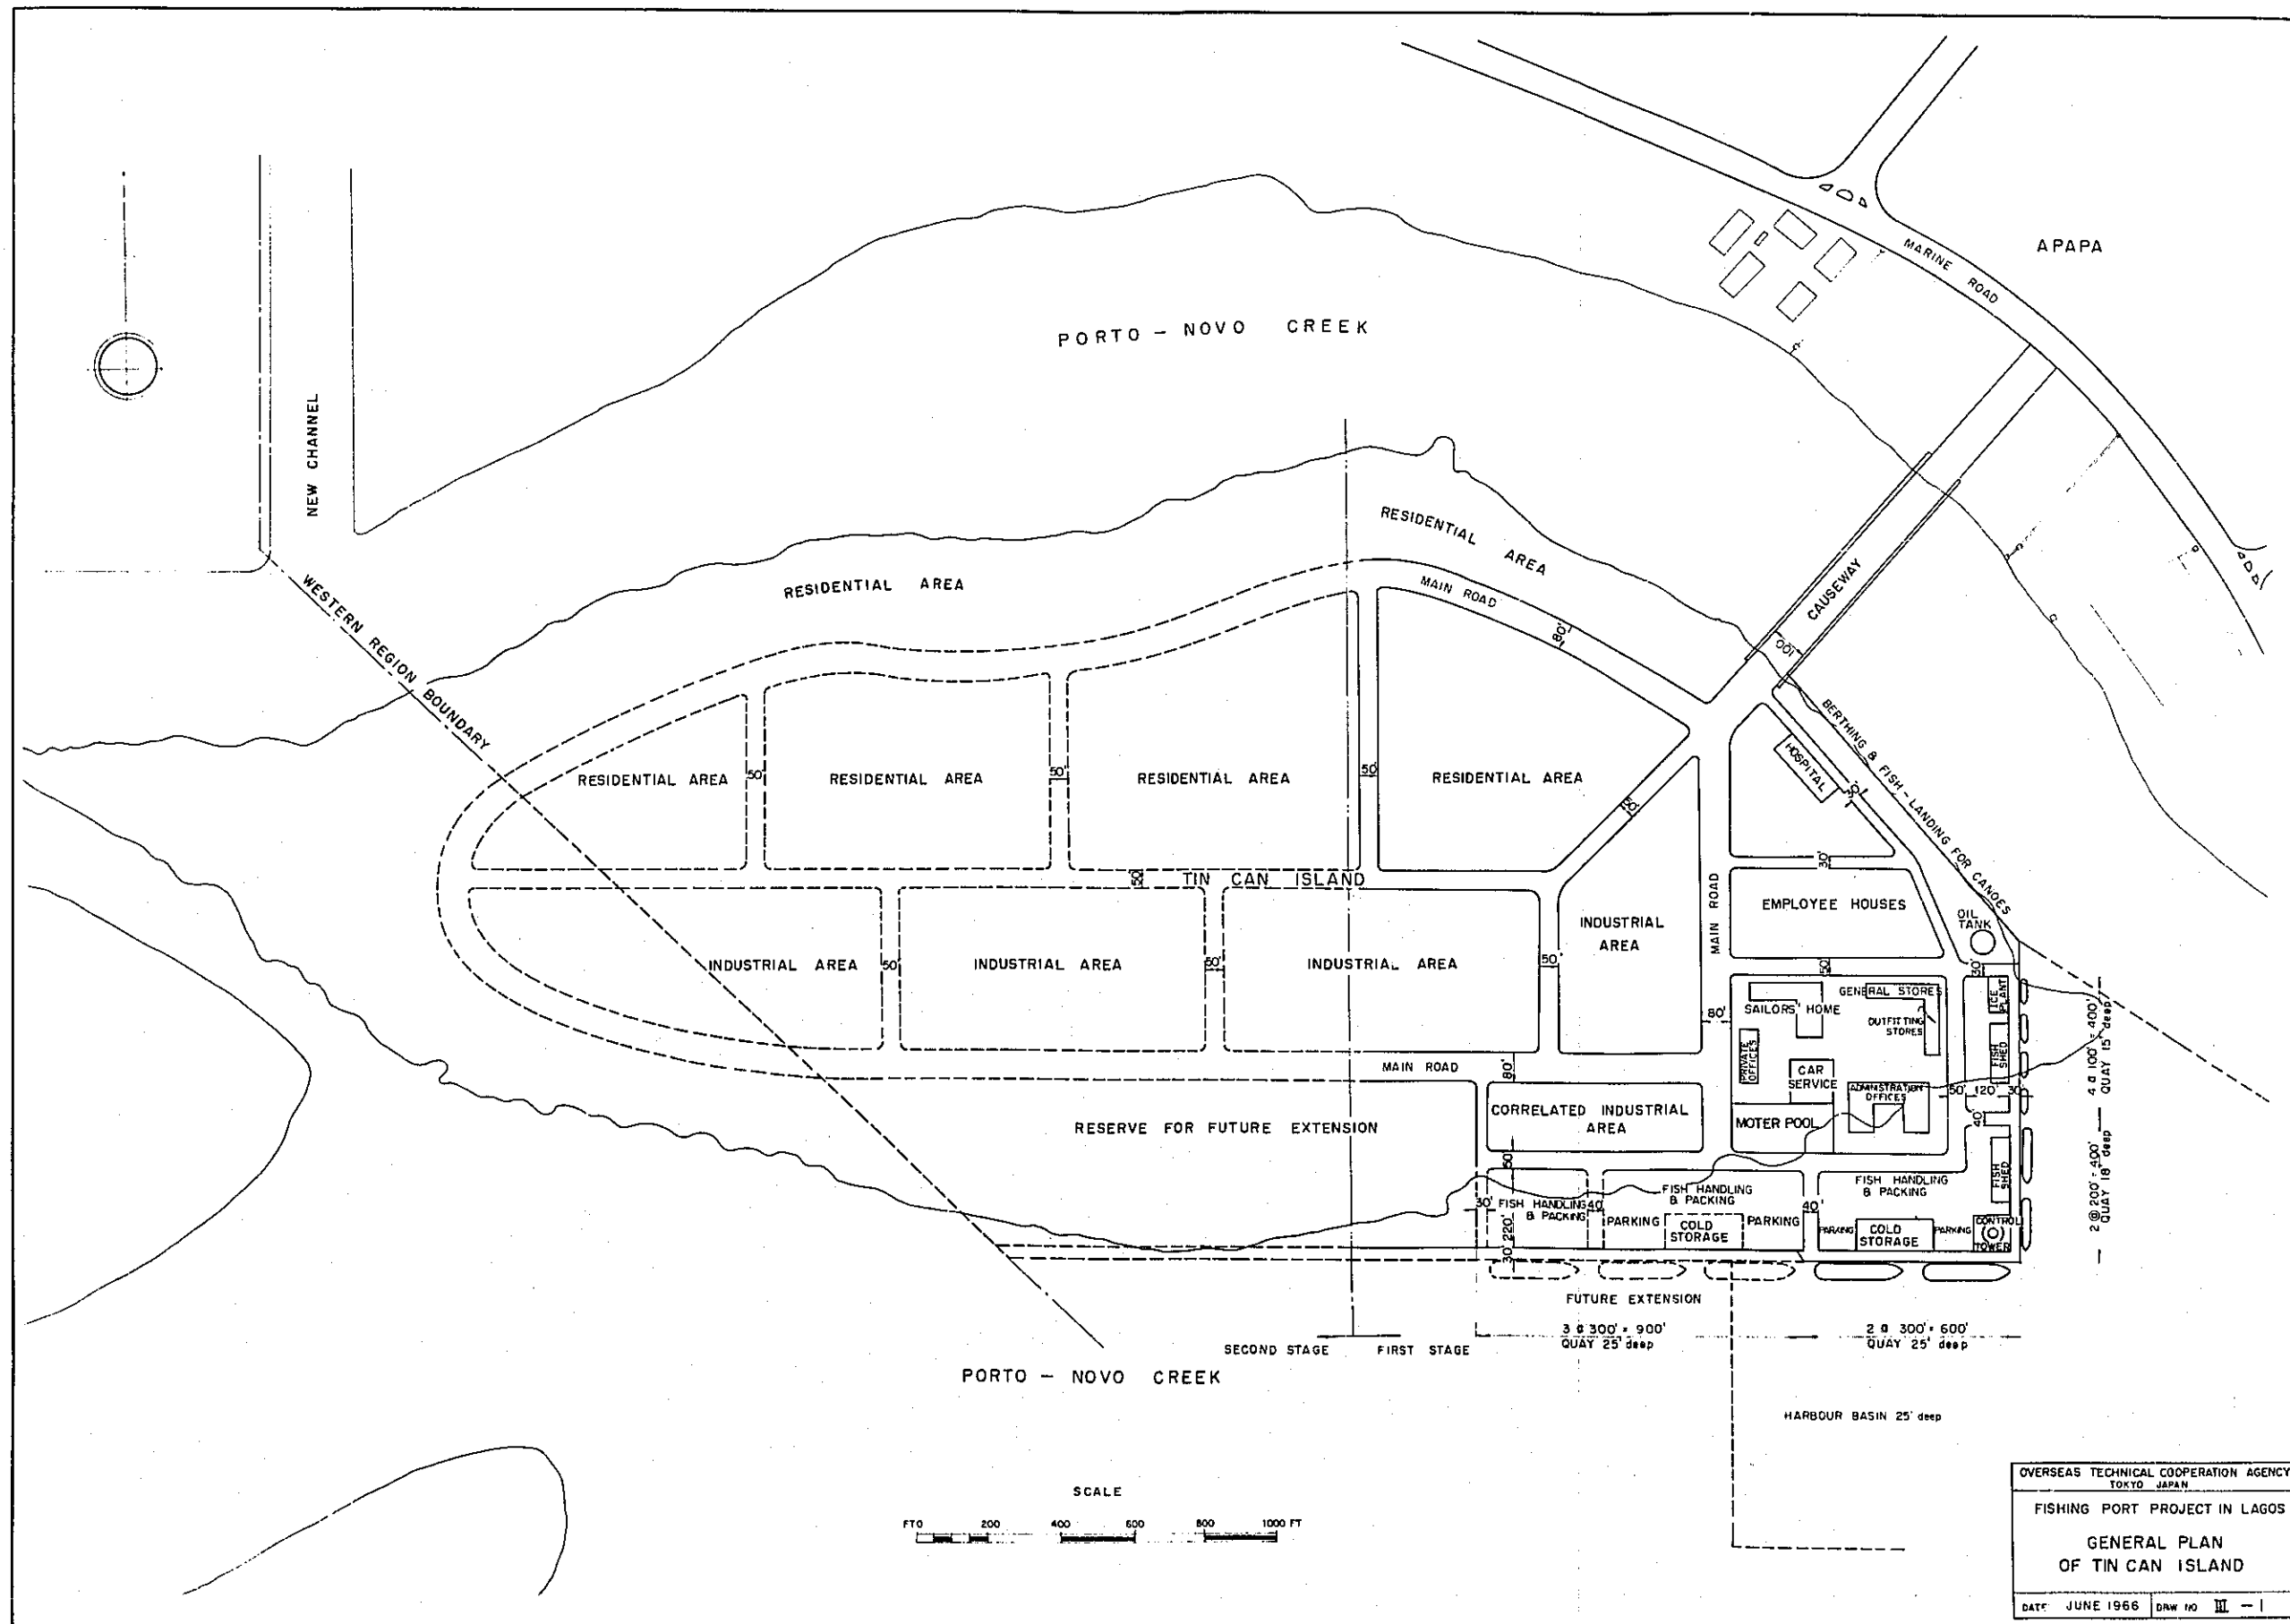 APAPA
MARINE ROAD
PORTO - NOVO CREEK
NEW CHANNEL
WESTERN REGION BOUNDARY
RESIDENTIAL AREA
RESIDENTIAL AREA
MAIN ROAD
80'
CAUSEWAY
100'
BERTHING & FISH-LANDING FOR CANOES
HOSPITAL
30'
RESIDENTIAL AREA
50'
RESIDENTIAL AREA
50'
RESIDENTIAL AREA
50'
RESIDENTIAL AREA
50'
30'
50'
TIN CAN ISLAND
MAIN ROAD
EMPLOYEE HOUSES
OIL
TANK
INDUSTRIAL
AREA
INDUSTRIAL AREA
50'
INDUSTRIAL AREA
50'
INDUSTRIAL AREA
50'
50'
30'
GENERAL STORES
ICE
PLANT
SAILORS' HOME
80'
OUTFITTING
STORES
PRIVATE
OFFICES
FISH
SHED
CAR
SERVICE
MAIN ROAD
80'
ADMINISTRATION
OFFICES
50' 120' 30'
4 @ 100' = 400'
QUAY 15' deep
CORRELATED INDUSTRIAL
AREA
MOTER POOL
40'
RESERVE FOR FUTURE EXTENSION
50'
FISH
SHED
2 @ 200' = 400'
QUAY 18' deep
FISH HANDLING
& PACKING
FISH HANDLING
& PACKING
30'
FISH HANDLING
& PACKING
40'
40'
PARKING
COLD
STORAGE
PARKING
PARKING
COLD
STORAGE
PARKING
CONTROL
TOWER
220'
30'
FUTURE EXTENSION
3 @ 300' = 900'
QUAY 25' deep
2 @ 300' = 600'
QUAY 25' deep
SECOND STAGE
FIRST STAGE
PORTO - NOVO CREEK
HARBOUR BASIN 25' deep
SCALE
FT 0 200 400 600 800 1000 FT
OVERSEAS TECHNICAL COOPERATION AGENCY
TOKYO JAPAN
FISHING PORT PROJECT IN LAGOS
GENERAL PLAN
OF TIN CAN ISLAND
DATE JUNE 1966 DRW NO III - 1